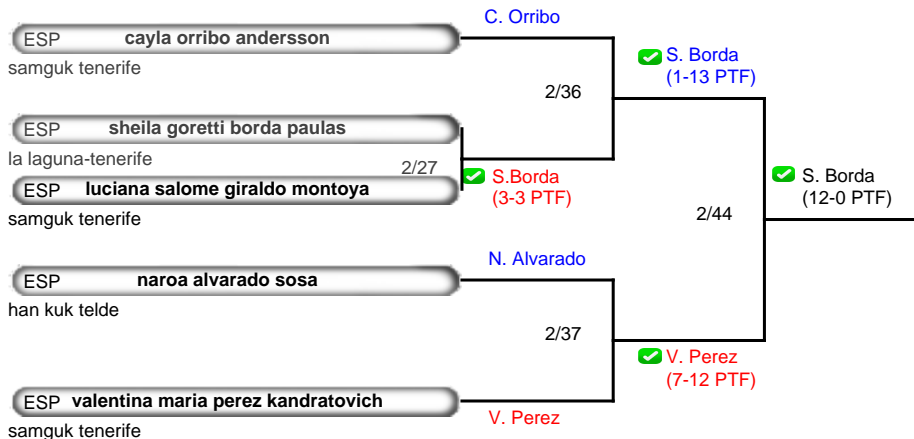 C. Orribo
ESP cayla orribo andersson
samguk tenerife
S. Borda
(1-13 PTF)
2/36
ESP sheila goretti borda paulas
la laguna-tenerife
2/27
S.Borda
(3-3 PTF)
ESP luciana salome giraldo montoya
samguk tenerife
S. Borda
(12-0 PTF)
2/44
N. Alvarado
ESP naroa alvarado sosa
han kuk telde
2/37
V. Perez
(7-12 PTF)
ESP valentina maria perez kandratovich
V. Perez
samguk tenerife